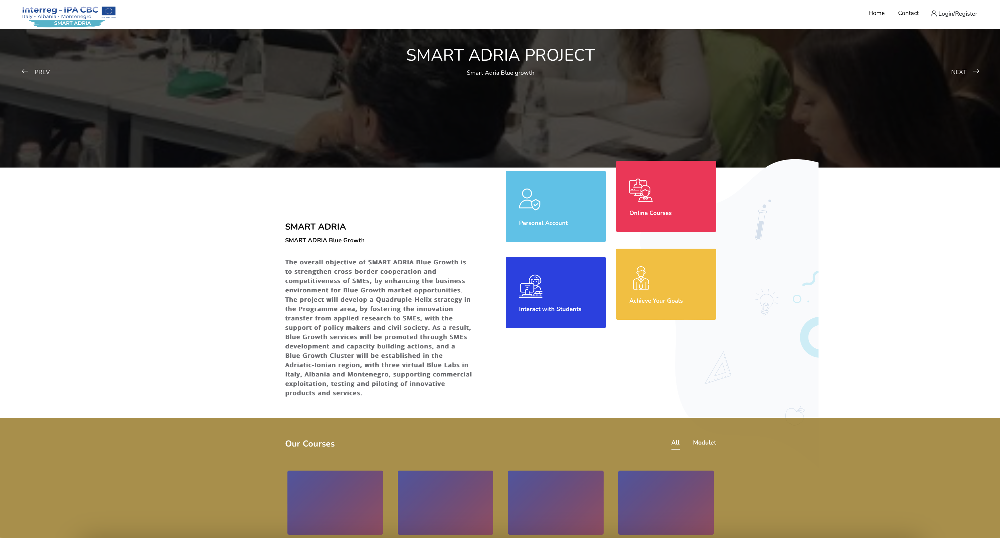 Interreg - IPA CBC
Italy - Albania - Montenegro
EUROPEAN UNION
SMART ADRIA
Home
Contact
Login/Register
SMART ADRIA PROJECT
PREV
Smart Adria Blue growth
NEXT
SMART ADRIA
SMART ADRIA Blue Growth
The overall objective of SMART ADRIA Blue Growth is
to strengthen cross-border cooperation and
competitiveness of SMEs, by enhancing the business
environment for Blue Growth market opportunities.
The project will develop a Quadruple-Helix strategy in
the Programme area, by fostering the innovation
transfer from applied research to SMEs, with the
support of policy makers and civil society. As a result,
Blue Growth services will be promoted through SMEs
development and capacity building actions, and a
Blue Growth Cluster will be established in the
Adriatic-Ionian region, with three virtual Blue Labs in
Italy, Albania and Montenegro, supporting commercial
exploitation, testing and piloting of innovative
products and services.
Personal Account
Online Courses
Interact with Students
Achieve Your Goals
Our Courses
All
Modulet